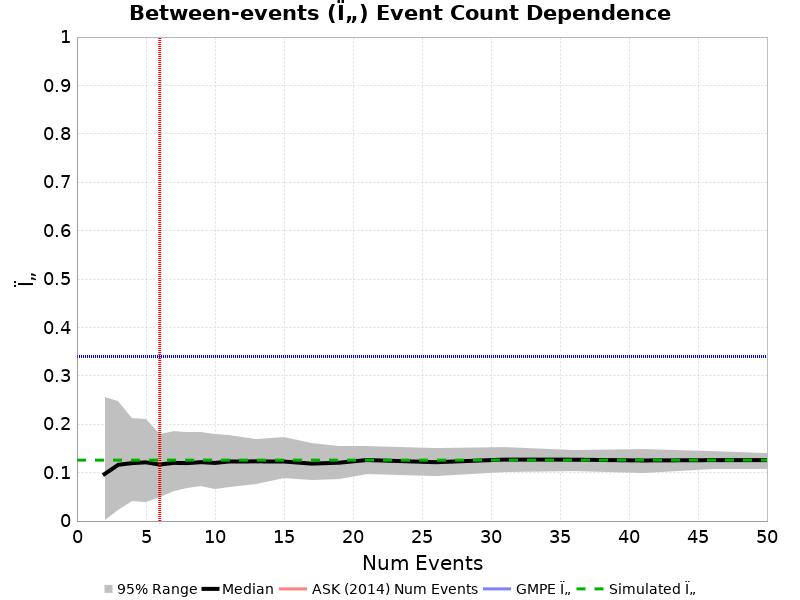 Between-events (Ï„) Event Count Dependence
1
0.9
0.8
0.7
0.6
0.5
0.4
0.3
0.2
0.1
0
Ï„
0 5 10 15 20 25 30 35 40 45 50
Num Events
95% Range Median ASK (2014) Num Events GMPE Ï„ Simulated Ï„